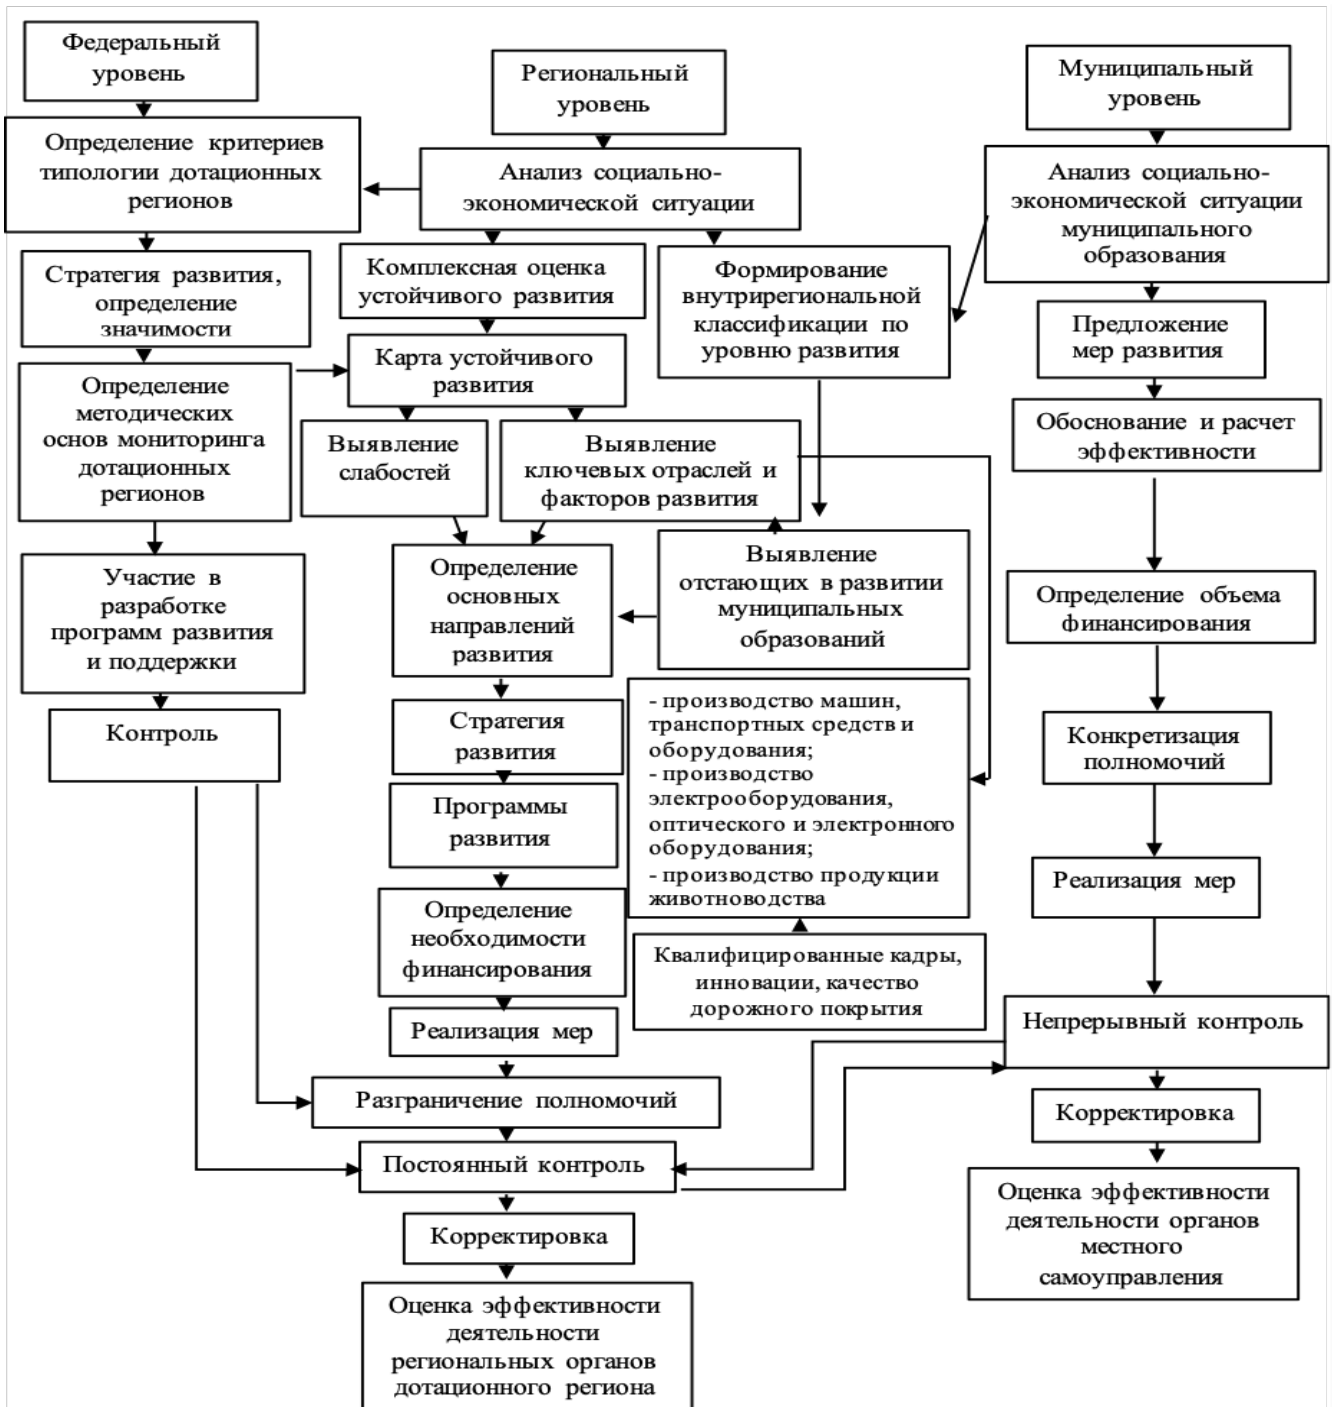 Федеральный
уровень
Региональный
уровень
Муниципальный
уровень
Определение критериев
типологии дотационных
регионов
Анализ социально-
экономической ситуации
Анализ социально-
экономической ситуации
муниципального
образования
Стратегия развития,
определение
значимости
Комплексная оценка
устойчивого развития
Формирование
внутрирегиональной
классификации по
уровню развития
Предложение
мер развития
Определение
методических
основ мониторинга
дотационных
регионов
Карта устойчивого
развития
Обоснование и расчет
эффективности
Выявление
слабостей
Выявление
ключевых отраслей и
факторов развития
Участие в
разработке
программ развития
и поддержки
Определение
основных
направлений
развития
Выявление
отстающих в развитии
муниципальных
образований
Определение объема
финансирования
Контроль
Стратегия
развития
- производство машин,
транспортных средств и
оборудования;
- производство
электрооборудования,
оптического и электронного
оборудования;
- производство продукции
животноводства
Конкретизация
полномочий
Программы
развития
Реализация мер
Определение
необходимости
финансирования
Квалифицированные кадры,
инновации, качество
дорожного покрытия
Реализация мер
Непрерывный контроль
Разграничение полномочий
Корректировка
Постоянный контроль
Оценка эффективности
деятельности органов
местного
самоуправления
Корректировка
Оценка эффективности
деятельности
региональных органов
дотационного региона